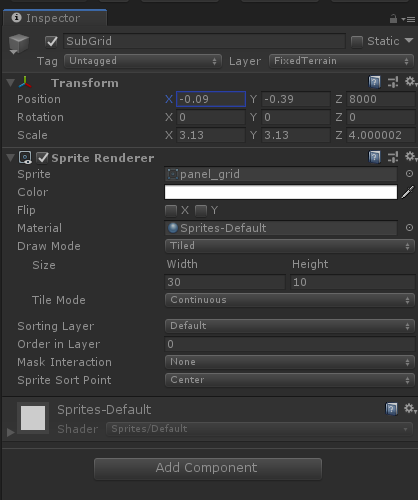 Inspector
SubGrid Static
Tag Untagged Layer FixedTerrain
Transform
Position X -0.09 Y -0.39 Z 8000
Rotation X 0 Y 0 Z 0
Scale X 3.13 Y 3.13 Z 4.000002
Sprite Renderer
Sprite panel_grid
Color
Flip X Y
Material Sprites-Default
Draw Mode Tiled
Size Width Height
30 10
Tile Mode Continuous
Sorting Layer Default
Order in Layer 0
Mask Interaction None
Sprite Sort Point Center
Sprites-Default
Shader Sprites/Default
Add Component